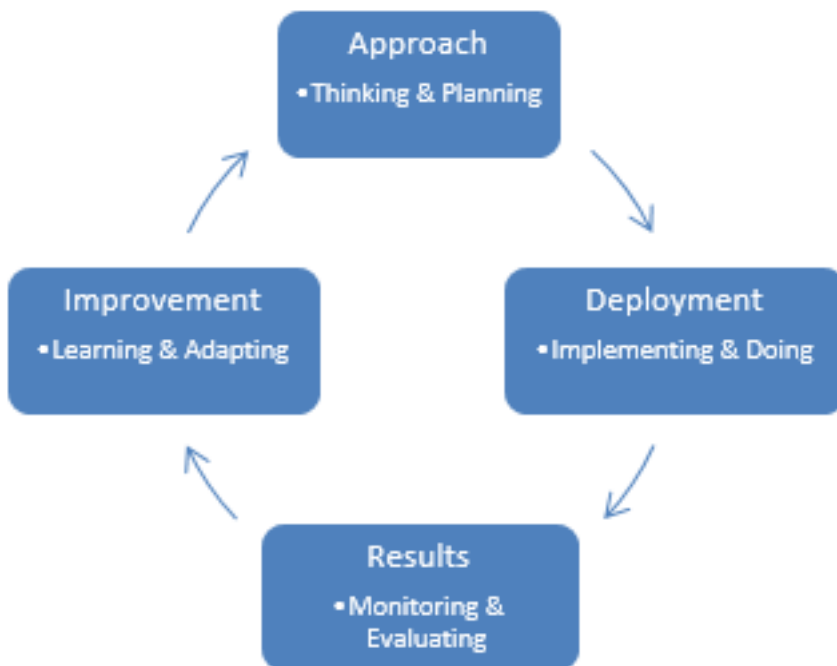 Approach
•Thinking & Planning
Deployment
•Implementing & Doing
Results
•Monitoring &
Evaluating
Improvement
•Learning & Adapting